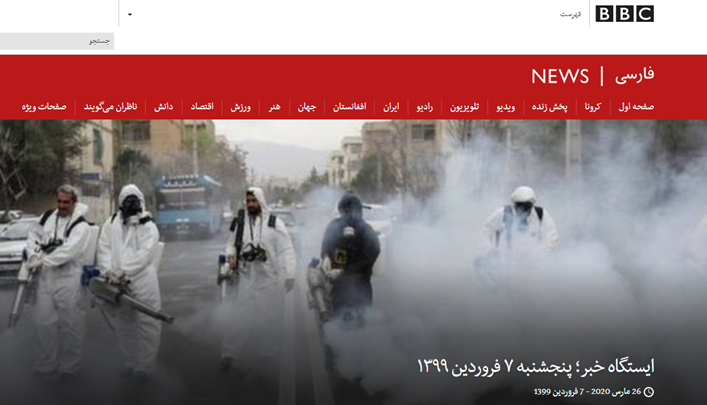 BBC
فهرست
جستجو
فارسی | NEWS
صفحه اول کرونا پخش زنده ویدیو تلویزیون رادیو ایران افغانستان جهان هنر ورزش اقتصاد دانش ناظران می‌گویند صفحات ویژه
ایستگاه خبر؛ پنجشنبه ۷ فروردین ۱۳۹۹
26 مارس 2020 - 7 فروردین 1399